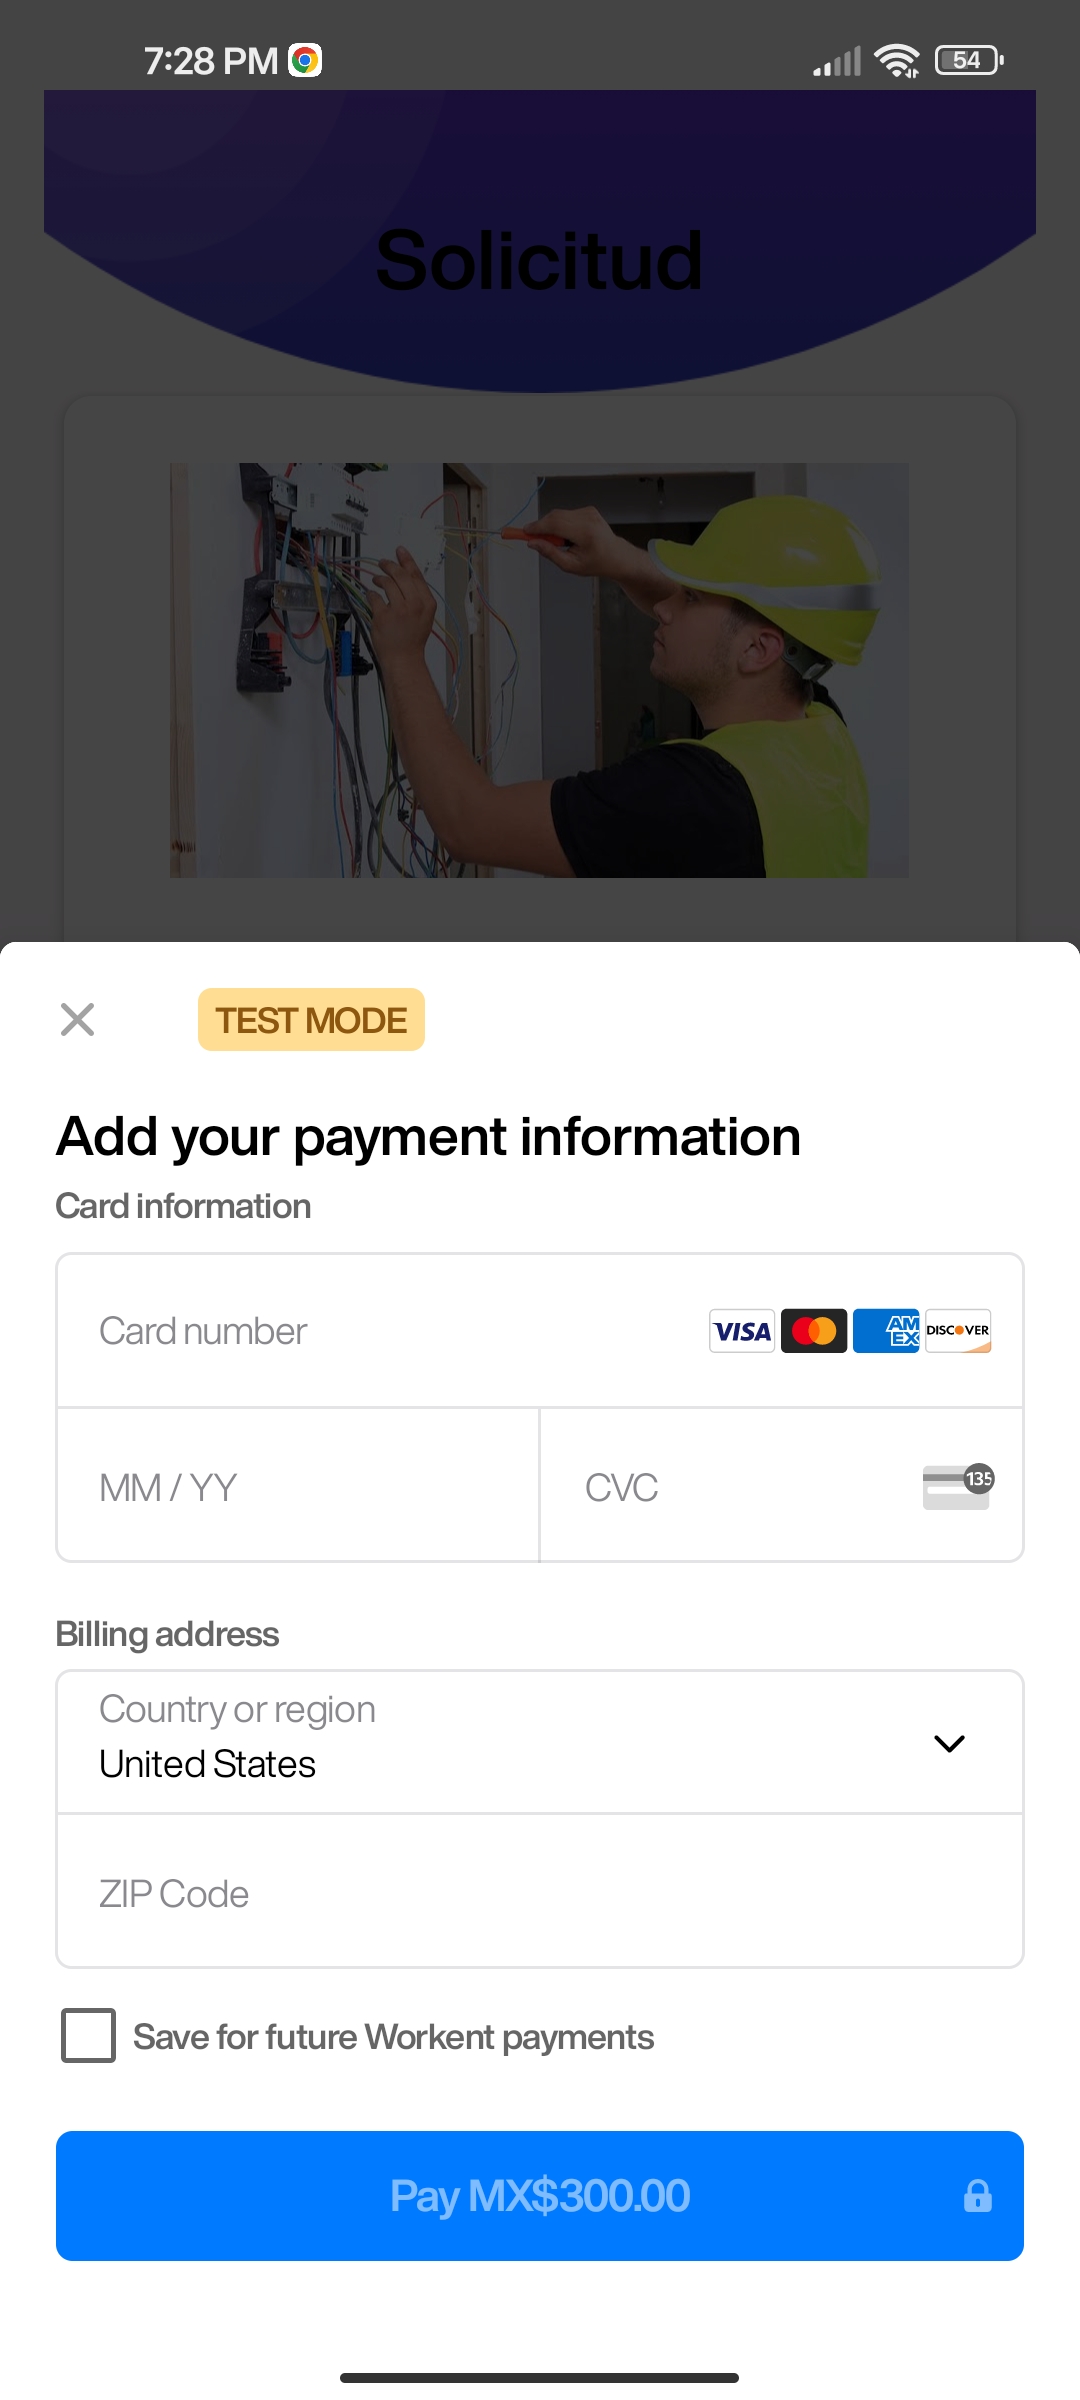 7:28 PM
54
Solicitud
TEST MODE
Add your payment information
Card information
Card number
VISA
AM
EX
DISCOVER
MM / YY
CVC
135
Billing address
Country or region
United States
ZIP Code
Save for future Workent payments
Pay MX$300.00